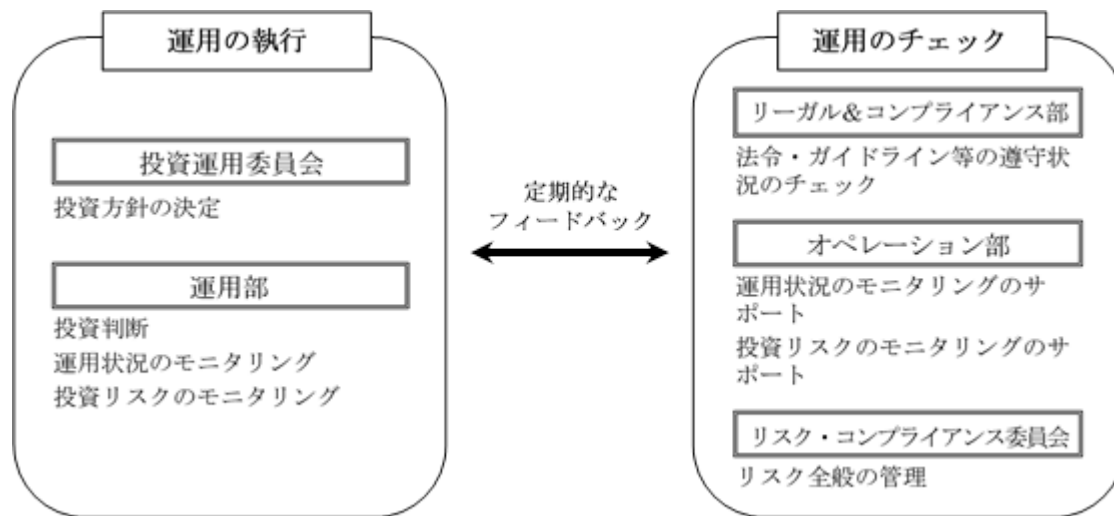 運用の執行
投資運用委員会
投資方針の決定
運用部
投資判断
運用状況のモニタリング
投資リスクのモニタリング
定期的な
フィードバック
運用のチェック
リーガル＆コンプライアンス部
法令・ガイドライン等の遵守状
況のチェック
オペレーション部
運用状況のモニタリングのサ
ポート
投資リスクのモニタリングのサ
ポート
リスク・コンプライアンス委員会
リスク全般の管理